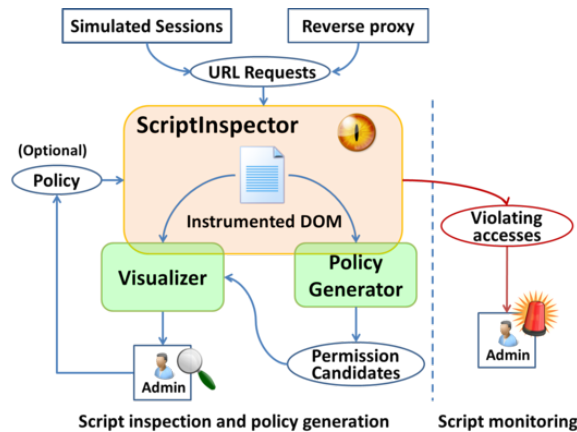 Simulated Sessions
Reverse proxy
URL Requests
ScriptInspector
(Optional)
Policy
Instrumented DOM
Violating
accesses
Visualizer
Policy
Generator
Admin
Permission
Candidates
Admin
Script inspection and policy generation
Script monitoring